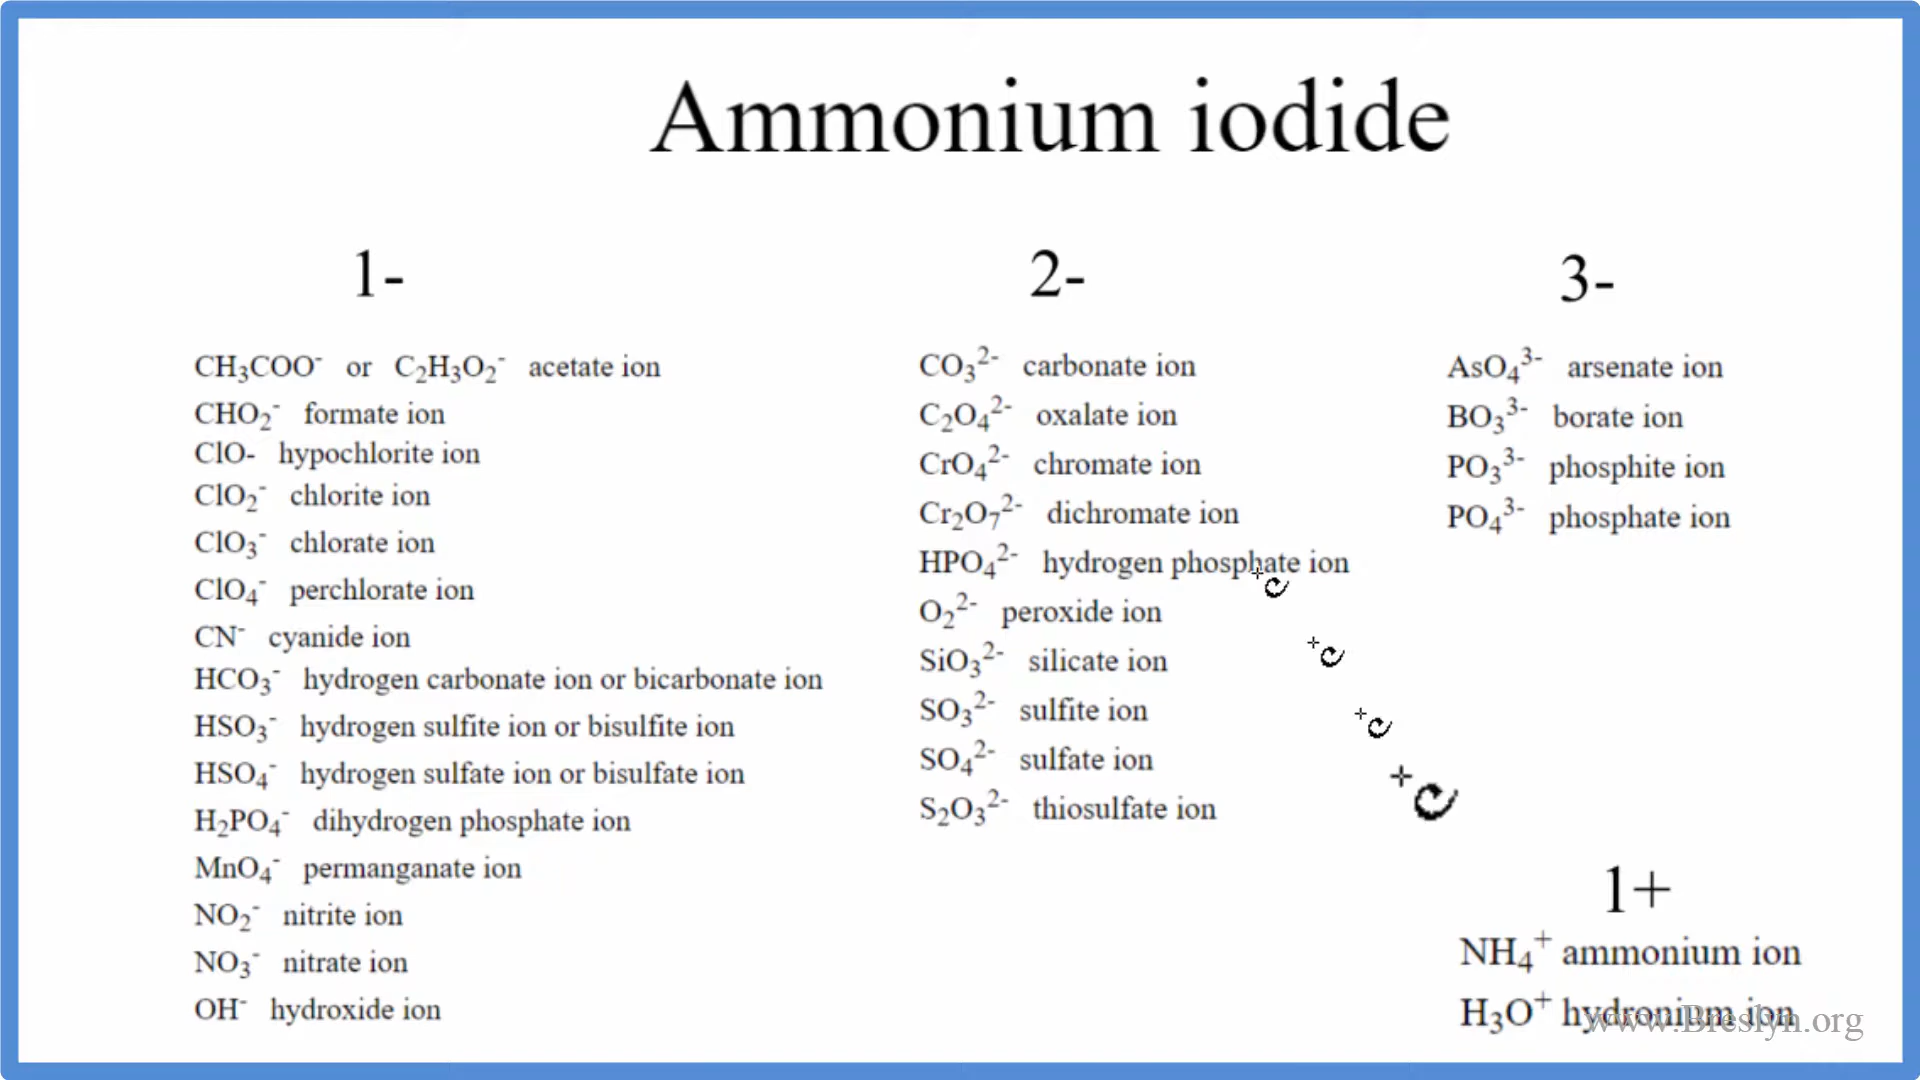 Ammonium iodide
1-
CH₃COO⁻ or C₂H₃O₂⁻ acetate ion
CHO₂⁻ formate ion
ClO- hypochlorite ion
ClO₂⁻ chlorite ion
ClO₃⁻ chlorate ion
ClO₄⁻ perchlorate ion
CN⁻ cyanide ion
HCO₃⁻ hydrogen carbonate ion or bicarbonate ion
HSO₃⁻ hydrogen sulfite ion or bisulfite ion
HSO₄⁻ hydrogen sulfate ion or bisulfate ion
H₂PO₄⁻ dihydrogen phosphate ion
MnO₄⁻ permanganate ion
NO₂⁻ nitrite ion
NO₃⁻ nitrate ion
OH⁻ hydroxide ion
2-
CO₃²⁻ carbonate ion
C₂O₄²⁻ oxalate ion
CrO₄²⁻ chromate ion
Cr₂O₇²⁻ dichromate ion
HPO₄²⁻ hydrogen phosphate ion
O₂²⁻ peroxide ion
SiO₃²⁻ silicate ion
SO₃²⁻ sulfite ion
SO₄²⁻ sulfate ion
S₂O₃²⁻ thiosulfate ion
3-
AsO₄³⁻ arsenate ion
BO₃³⁻ borate ion
PO₃³⁻ phosphite ion
PO₄³⁻ phosphate ion
1+
NH₄⁺ ammonium ion
H₃O⁺ hydronium ion
www.Breslyn.org